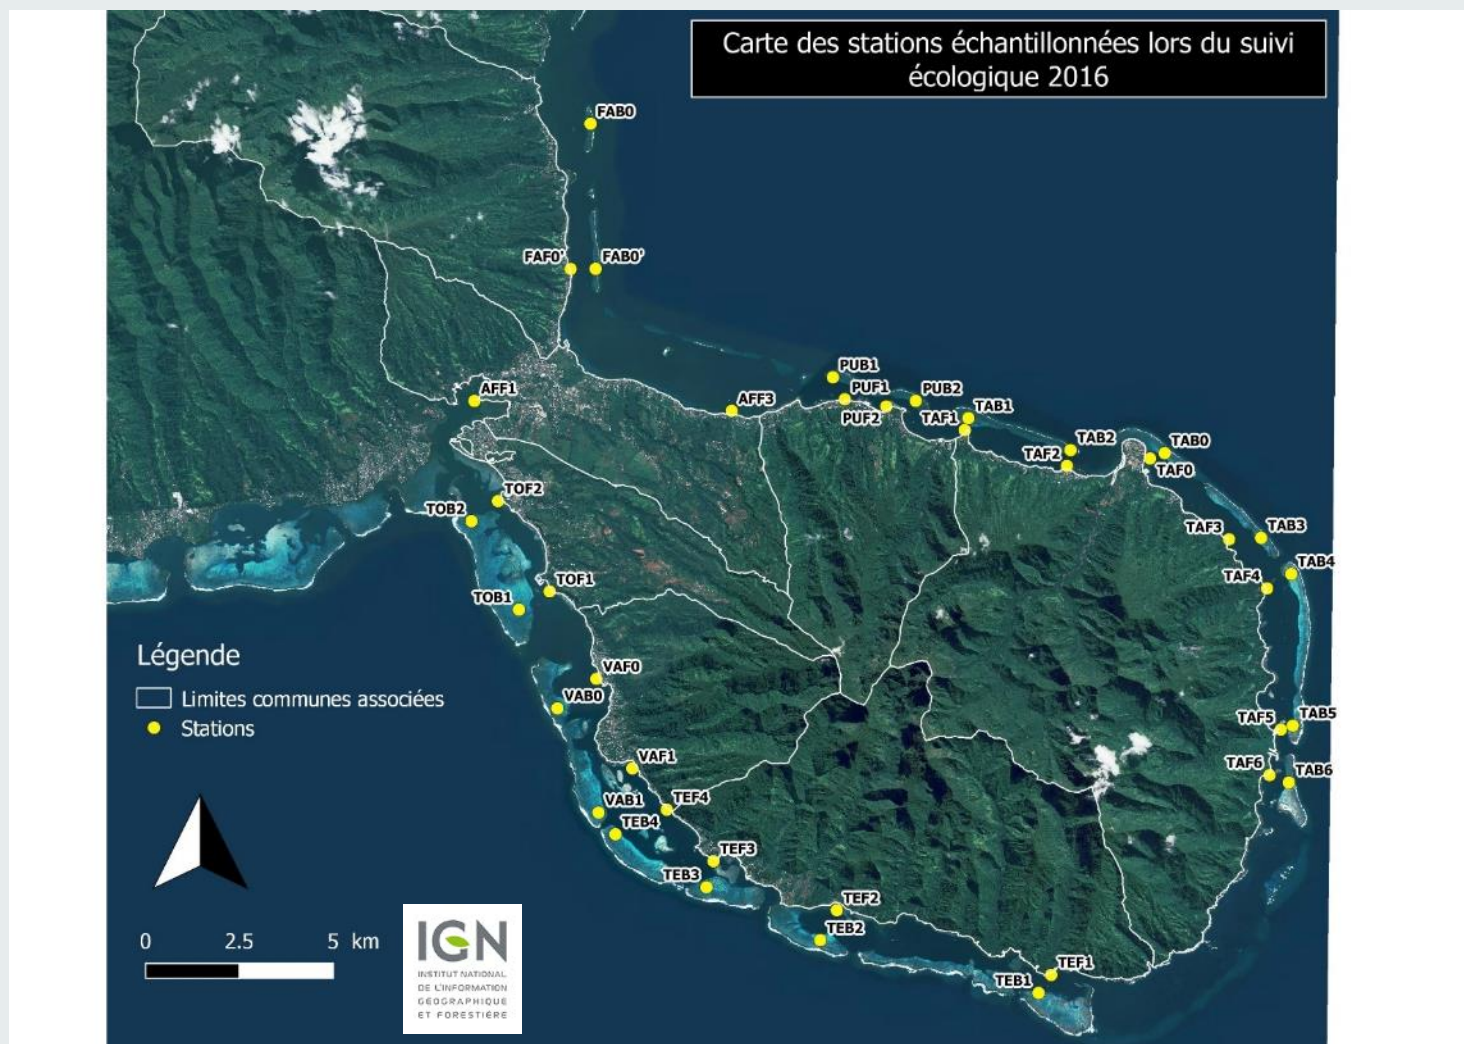 Carte des stations échantillonnées lors du suivi
écologique 2016
FAB0
FAF0'
FAB0'
PUB1
AFF1
PUF1
PUB2
AFF3
PUF2
TAB1
TAF1
TAB2
TAB0
TAF2
TAF0
TOF2
TOB2
TAF3
TAB3
TAB4
TAF4
TOF1
TOB1
VAF0
VAB0
TAF5
TAB5
VAF1
TAF6
TAB6
VAB1
TEF4
TEB4
TEF3
TEB3
TEF2
TEB2
TEF1
TEB1
Légende
Limites communes associées
Stations
0 2.5 5 km
IGN
INSTITUT NATIONAL
DE L'INFORMATION
GÉOGRAPHIQUE
ET FORESTIÈRE